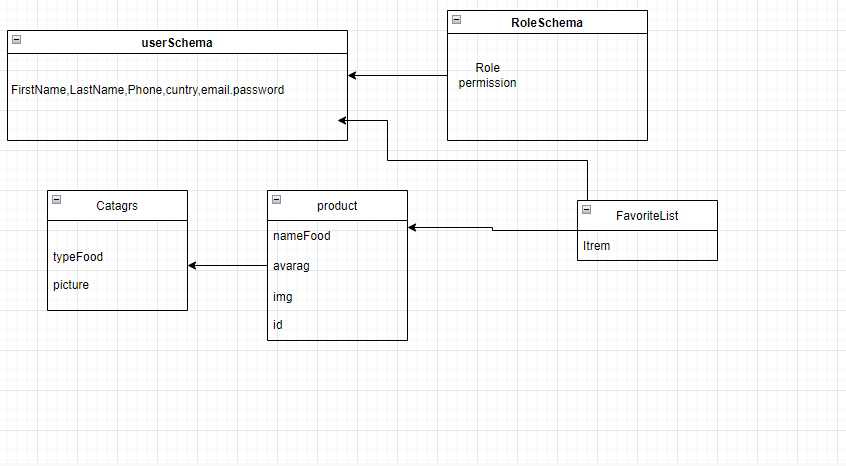 userSchema
FirstName,LastName,Phone,cuntry,email.password
RoleSchema
Role
permission
Catagrs
typeFood
picture
product
nameFood
avarag
img
id
FavoriteList
Itrem